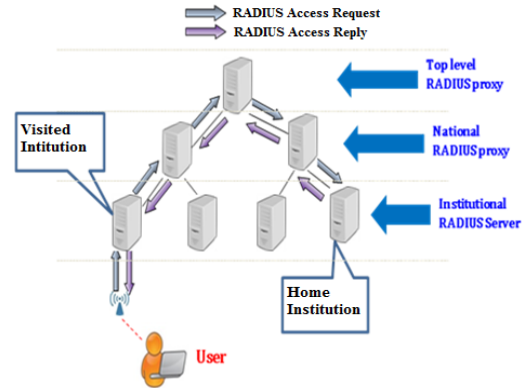 RADIUS Access Request
RADIUS Access Reply
Top level
RADIUS proxy
Visited
Intitution
National
RADIUS proxy
Institutional
RADIUS Server
Home
Institution
User